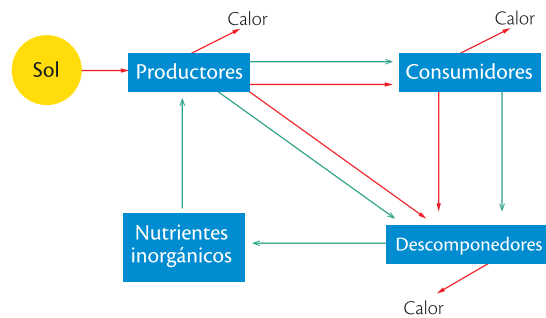 Calor
Calor
Sol
Productores
Consumidores
Nutrientes
inorgánicos
Descomponedores
Calor